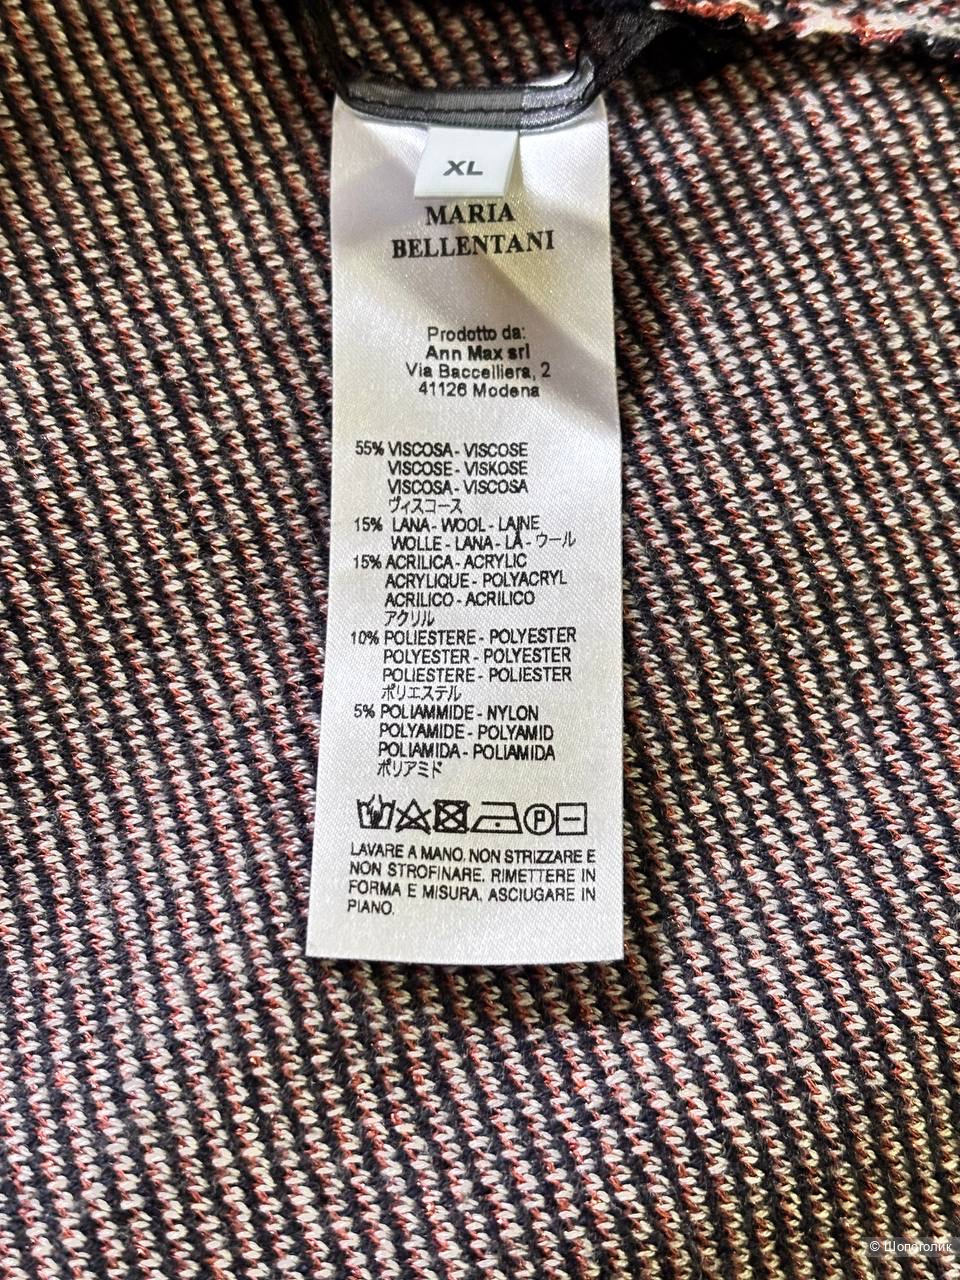 XL
MARIA
BELLENTANI
Prodotto da:
Ann Max srl
Via Baccelliera, 2
41126 Modena
55% VISCOSA - VISCOSE
VISCOSE - VISKOSE
VISCOSA - VISCOSA
ヴィスコース
15% LANA - WOOL - LAINE
WOLLE - LANA - LÃ - ウール
15% ACRILICA - ACRYLIC
ACRYLIQUE - POLYACRYL
ACRILICO - ACRILICO
アクリル
10% POLIESTERE - POLYESTER
POLYESTER - POLYESTER
POLIESTERE - POLIESTER
ポリエステル
5% POLIAMMIDE - NYLON
POLYAMIDE - POLYAMID
POLIAMIDA - POLIAMIDA
ポリアミド
P
LAVARE A MANO. NON STRIZZARE E
NON STROFINARE. RIMETTERE IN
FORMA E MISURA. ASCIUGARE IN
PIANO.
© Шопоголик